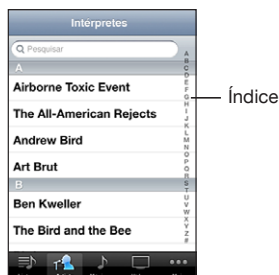 Intérpretes
Pesquisar
A
Airborne Toxic Event
The All-American Rejects
Andrew Bird
Art Brut
B
Ben Kweller
The Bird and the Bee
A
B
C
D
E
F
G
H
I
J
K
L
M
N
O
P
Q
R
S
T
U
V
W
X
Y
Z
#
Índice